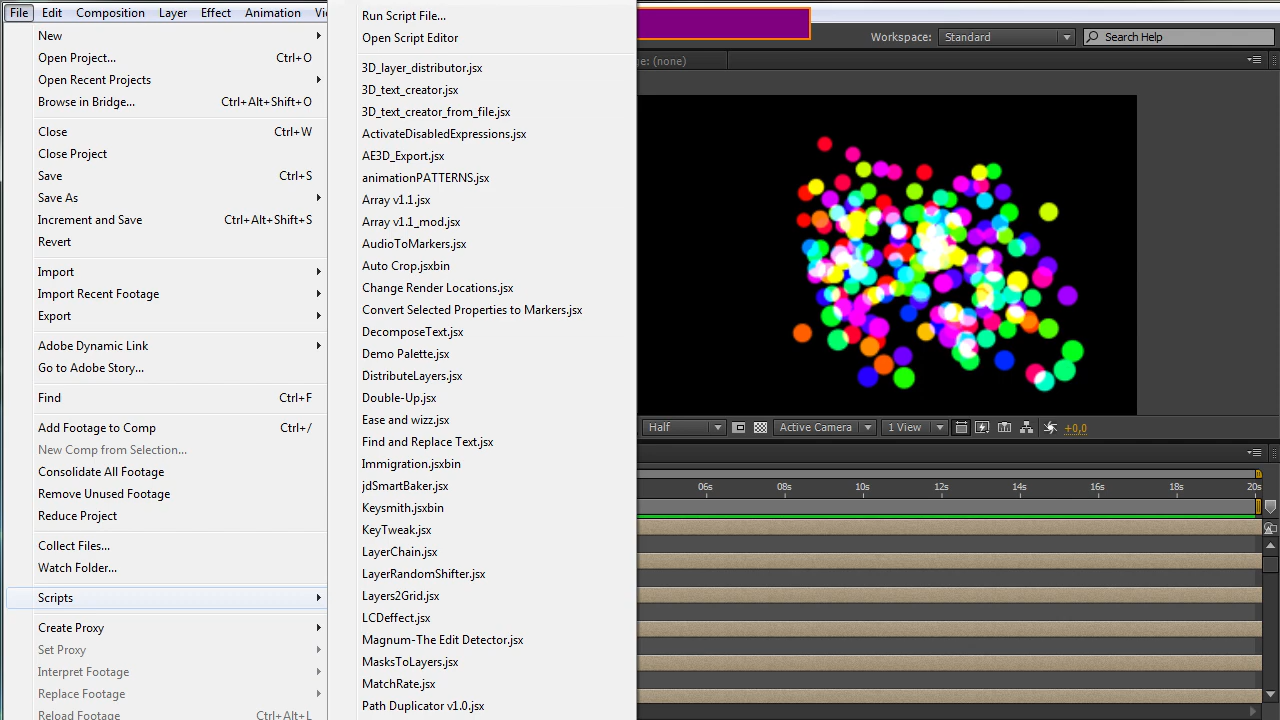 File Edit Composition Layer Effect Animation
New
Open Project... Ctrl+O
Open Recent Projects
Browse in Bridge... Ctrl+Alt+Shift+O
Close Ctrl+W
Close Project
Save Ctrl+S
Save As
Increment and Save Ctrl+Alt+Shift+S
Revert
Import
Import Recent Footage
Export
Adobe Dynamic Link
Go to Adobe Story...
Find Ctrl+F
Add Footage to Comp Ctrl+/
New Comp from Selection...
Consolidate All Footage
Remove Unused Footage
Reduce Project
Collect Files...
Watch Folder...
Scripts
Create Proxy
Set Proxy
Interpret Footage
Replace Footage
Reload Footage Ctrl+Alt+L
Run Script File...
Open Script Editor
3D_layer_distributor.jsx
3D_text_creator.jsx
3D_text_creator_from_file.jsx
ActivateDisabledExpressions.jsx
AE3D_Export.jsx
animationPATTERNS.jsx
Array v1.1.jsx
Array v1.1_mod.jsx
AudioToMarkers.jsx
Auto Crop.jsxbin
Change Render Locations.jsx
Convert Selected Properties to Markers.jsx
DecomposeText.jsx
Demo Palette.jsx
DistributeLayers.jsx
Double-Up.jsx
Ease and wizz.jsx
Find and Replace Text.jsx
Immigration.jsxbin
jdSmartBaker.jsx
Keysmith.jsxbin
KeyTweak.jsx
LayerChain.jsx
LayerRandomShifter.jsx
Layers2Grid.jsx
LCDeffect.jsx
Magnum-The Edit Detector.jsx
MasksToLayers.jsx
MatchRate.jsx
Path Duplicator v1.0.jsx
Workspace: Standard Search Help
(none)
Half Active Camera 1 View +0,0
06s 08s 10s 12s 14s 16s 18s 20s